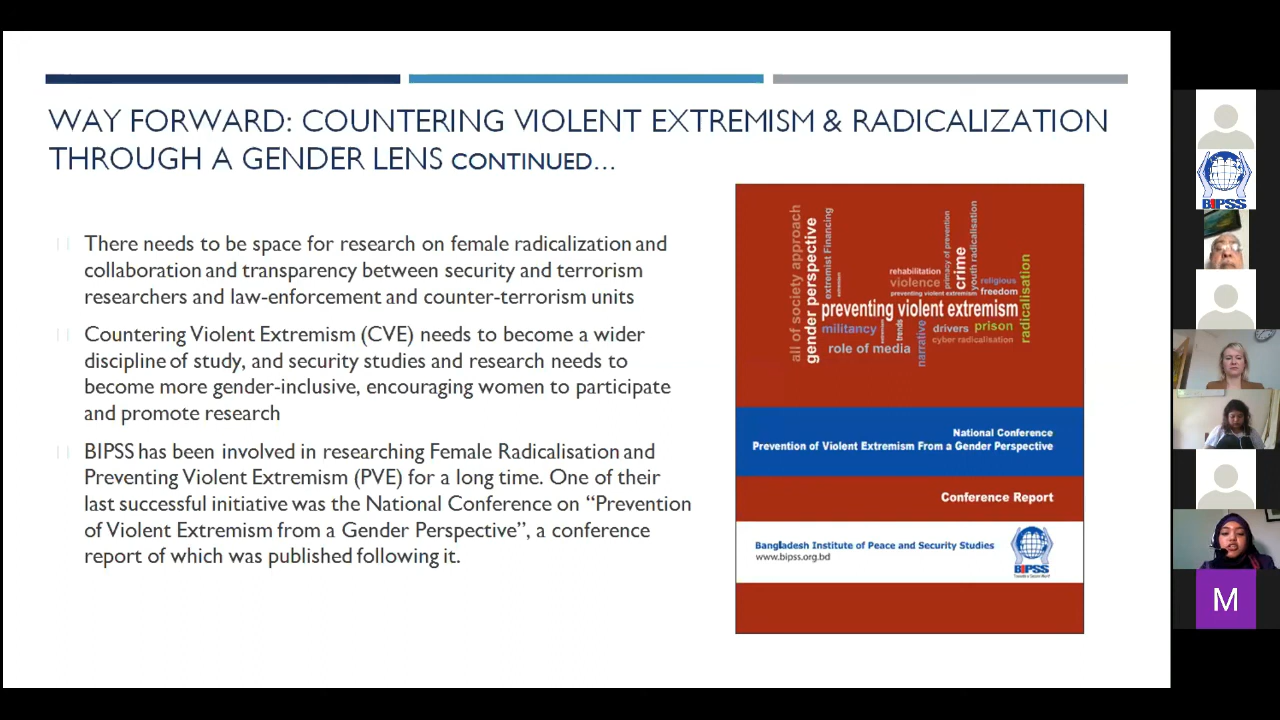 WAY FORWARD: COUNTERING VIOLENT EXTREMISM & RADICALIZATION
THROUGH A GENDER LENS CONTINUED...
There needs to be space for research on female radicalization and
collaboration and transparency between security and terrorism
researchers and law-enforcement and counter-terrorism units
Countering Violent Extremism (CVE) needs to become a wider
discipline of study, and security studies and research needs to
become more gender-inclusive, encouraging women to participate
and promote research
BIPSS has been involved in researching Female Radicalisation and
Preventing Violent Extremism (PVE) for a long time. One of their
last successful initiative was the National Conference on “Prevention
of Violent Extremism from a Gender Perspective”, a conference
report of which was published following it.
all of society approach
gender perspective
extremist Financing
rehabilitation
violence
preventing violent extremism
primacy of prevention
crime
youth radicalisation
religious
freedom
radicalisation
preventing violent extremism
militancy
trends
narrative
drivers
prison
cyber radicalisation
role of media
National Conference
Prevention of Violent Extremism From a Gender Perspective
Conference Report
Bangladesh Institute of Peace and Security Studies
www.bipss.org.bd
BIPSS
BIPSS
M